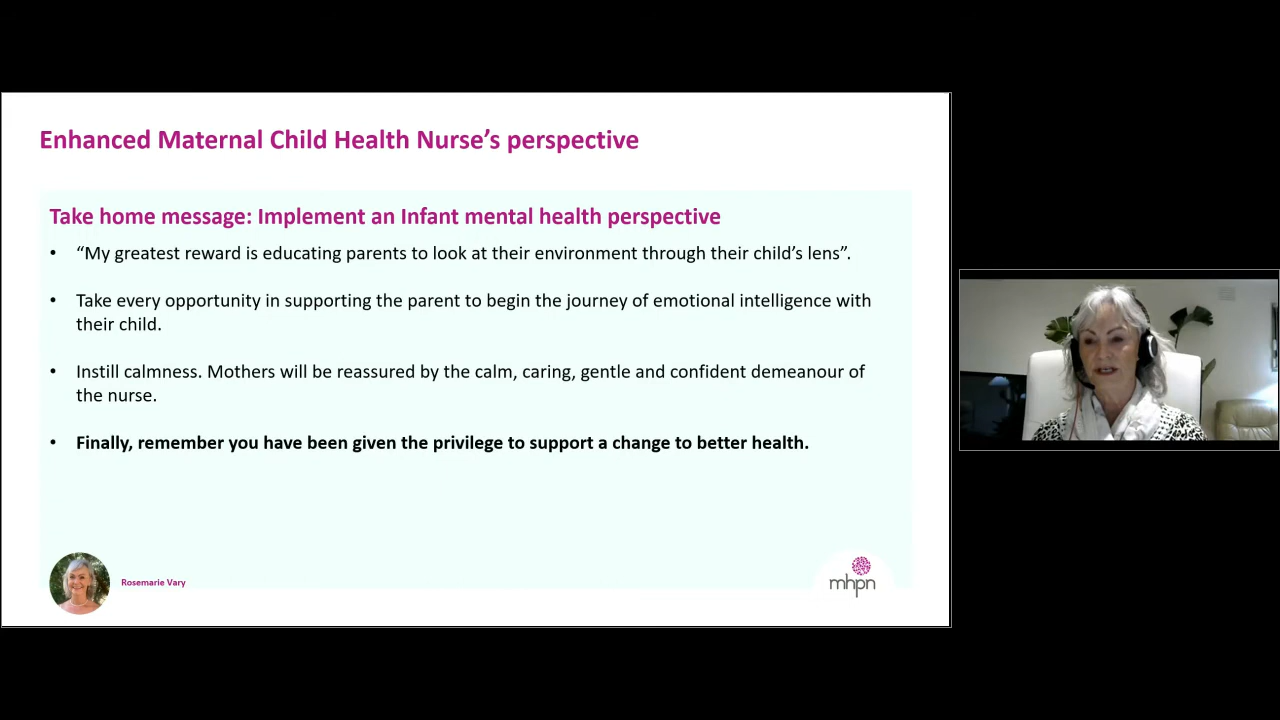 Enhanced Maternal Child Health Nurse’s perspective
Take home message: Implement an Infant mental health perspective
• “My greatest reward is educating parents to look at their environment through their child’s lens”.
• Take every opportunity in supporting the parent to begin the journey of emotional intelligence with
their child.
• Instill calmness. Mothers will be reassured by the calm, caring, gentle and confident demeanour of
the nurse.
• Finally, remember you have been given the privilege to support a change to better health.
Rosemarie Vary
mhpn